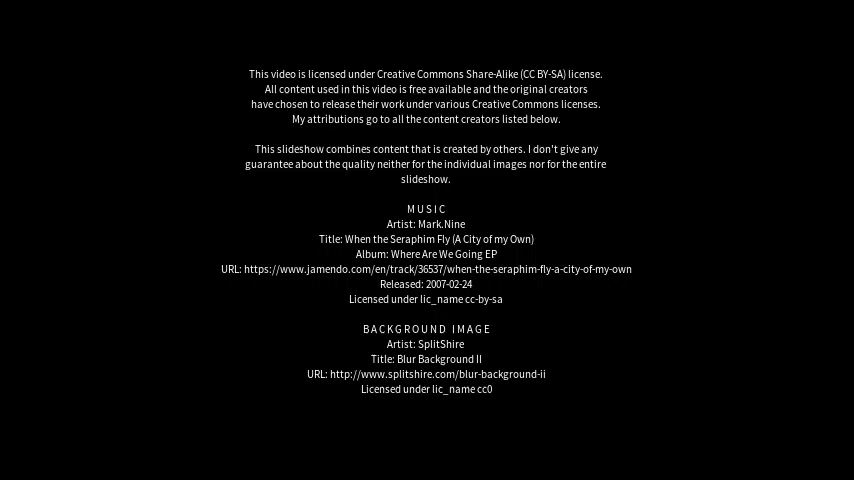 This video is licensed under Creative Commons Share-Alike (CC BY-SA) license.
All content used in this video is free available and the original creators
have chosen to release their work under various Creative Commons licenses.
My attributions go to all the content creators listed below.
This slideshow combines content that is created by others. I don't give any
guarantee about the quality neither for the individual images nor for the entire
slideshow.
MUSIC
Artist: Mark.Nine
Title: When the Seraphim Fly (A City of my Own)
Album: Where Are We Going EP
URL: https://www.jamendo.com/en/track/36537/when-the-seraphim-fly-a-city-of-my-own
Released: 2007-02-24
Licensed under lic_name cc-by-sa
BACKGROUND IMAGE
Artist: SplitShire
Title: Blur Background II
URL: http://www.splitshire.com/blur-background-ii
Licensed under lic_name cc0